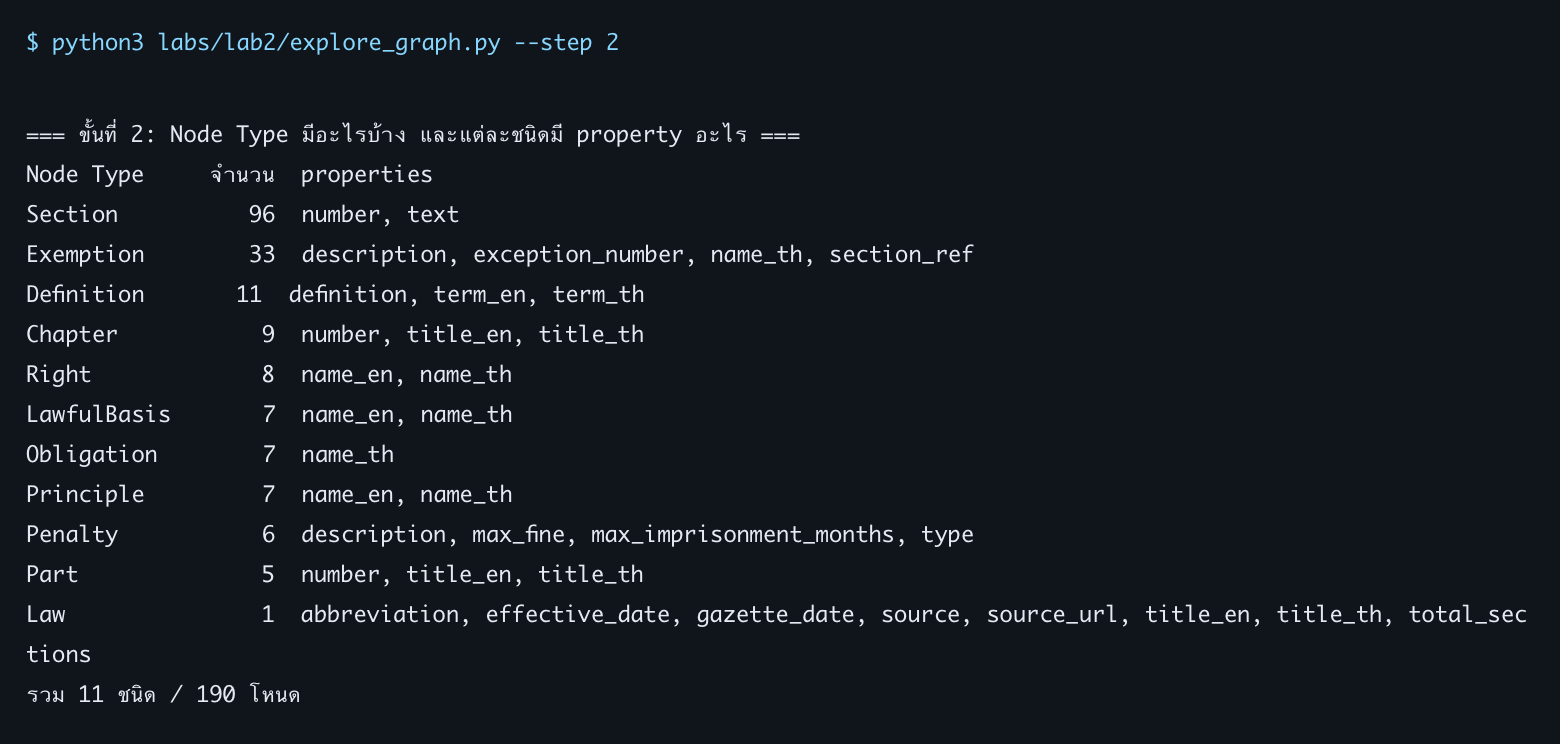 $ python3 labs/lab2/explore_graph.py --step 2
=== ขั้นที่ 2: Node Type มีอะไรบ้าง และแต่ละชนิดมี property อะไร ===
Node Type     จำนวน  properties
Section          96  number, text
Exemption        33  description, exception_number, name_th, section_ref
Definition       11  definition, term_en, term_th
Chapter           9  number, title_en, title_th
Right             8  name_en, name_th
LawfulBasis       7  name_en, name_th
Obligation        7  name_th
Principle         7  name_en, name_th
Penalty           6  description, max_fine, max_imprisonment_months, type
Part              5  number, title_en, title_th
Law               1  abbreviation, effective_date, gazette_date, source, source_url, title_en, title_th, total_sec
tions
รวม 11 ชนิด / 190 โหนด